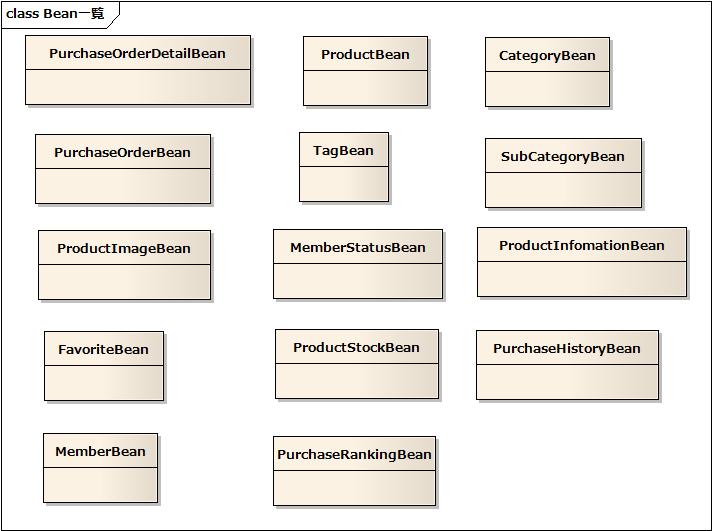 class Bean一覧
PurchaseOrderDetailBean
ProductBean
CategoryBean
PurchaseOrderBean
TagBean
SubCategoryBean
ProductImageBean
MemberStatusBean
ProductInfomationBean
FavoriteBean
ProductStockBean
PurchaseHistoryBean
MemberBean
PurchaseRankingBean